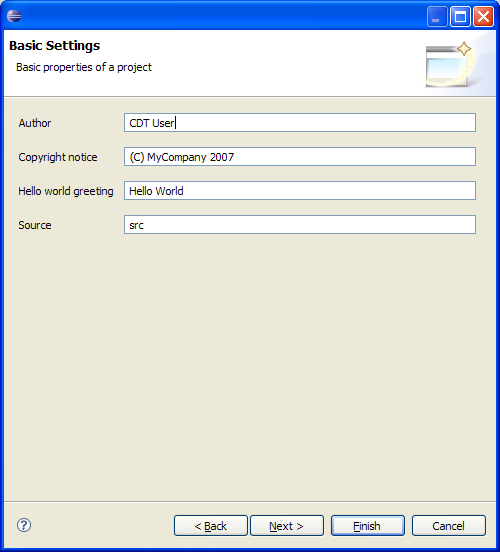 Basic Settings
Basic properties of a project
Author CDT User
Copyright notice (C) MyCompany 2007
Hello world greeting Hello World
Source src
? < Back Next > Finish Cancel